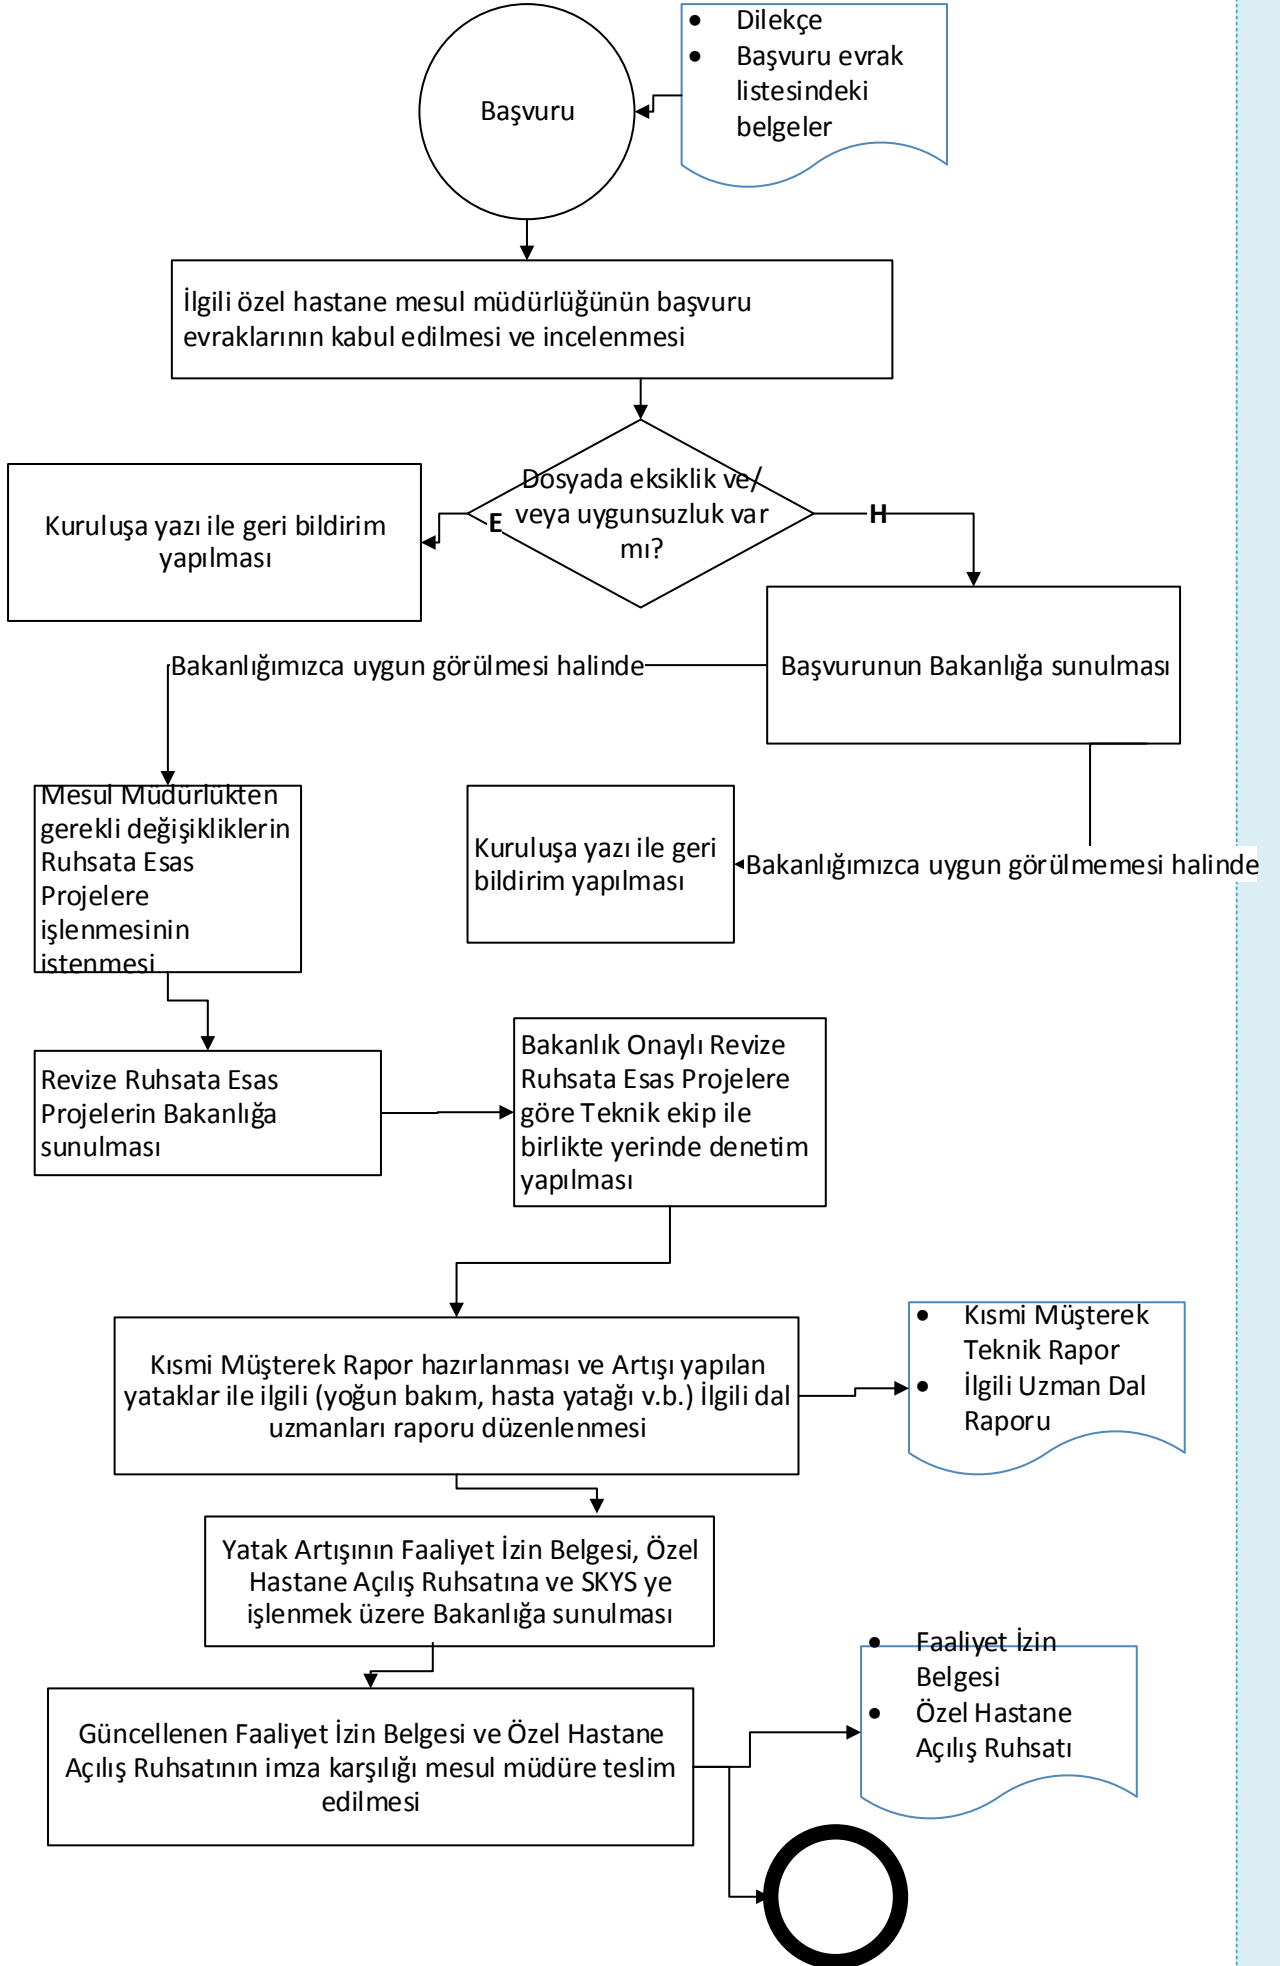 Başvuru
• Dilekçe
• Başvuru evrak
listesindeki
belgeler
İlgili özel hastane mesul müdürlüğünün başvuru
evraklarının kabul edilmesi ve incelenmesi
Dosyada eksiklik ve/
veya uygunsuzluk var
mı?
E
H
Kuruluşa yazı ile geri bildirim
yapılması
Başvurunun Bakanlığa sunulması
Bakanlığımızca uygun görülmesi halinde
Mesul Müdürlükten
gerekli değişikliklerin
Ruhsata Esas
Projelere
işlenmesinin
istenmesi
Kuruluşa yazı ile geri
bildirim yapılması
Bakanlığımızca uygun görülmemesi halinde
Revize Ruhsata Esas
Projelerin Bakanlığa
sunulması
Bakanlık Onaylı Revize
Ruhsata Esas Projelere
göre Teknik ekip ile
birlikte yerinde denetim
yapılması
Kısmi Müşterek Rapor hazırlanması ve Artışı yapılan
yataklar ile ilgili (yoğun bakım, hasta yatağı v.b.) İlgili dal
uzmanları raporu düzenlenmesi
• Kısmi Müşterek
Teknik Rapor
• İlgili Uzman Dal
Raporu
Yatak Artışının Faaliyet İzin Belgesi, Özel
Hastane Açılış Ruhsatına ve SKYS ye
işlenmek üzere Bakanlığa sunulması
Güncellenen Faaliyet İzin Belgesi ve Özel Hastane
Açılış Ruhsatının imza karşılığı mesul müdüre teslim
edilmesi
• Faaliyet İzin
Belgesi
• Özel Hastane
Açılış Ruhsatı